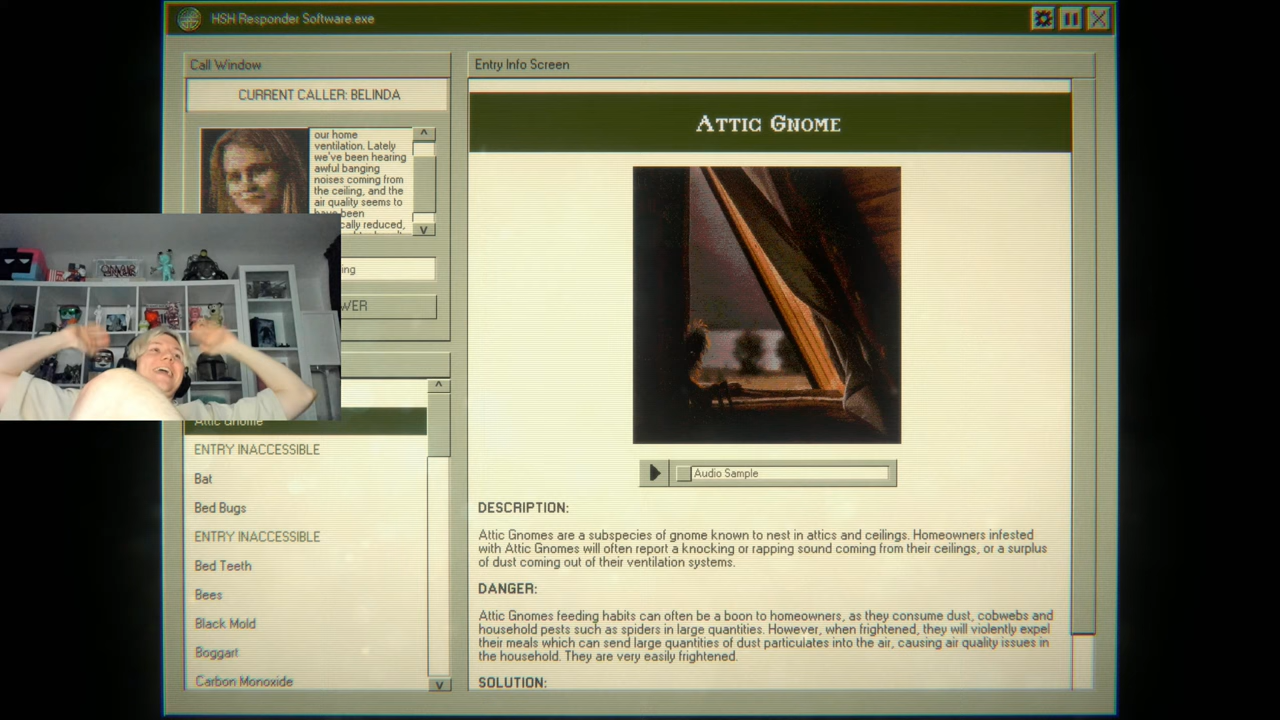 HSH Responder Software.exe
Call Window
CURRENT CALLER: BELINDA
our home
ventilation. Lately
we've been hearing
awful banging
noises coming from
the ceiling, and the
air quality seems to
have been
reduced,
Attic Gnome
ENTRY INACCESSIBLE
Bat
Bed Bugs
ENTRY INACCESSIBLE
Bed Teeth
Bees
Black Mold
Boggart
Carbon Monoxide
Entry Info Screen
ATTIC GNOME
Audio Sample
DESCRIPTION:
Attic Gnomes are a subspecies of gnome known to nest in attics and ceilings. Homeowners infested
with Attic Gnomes will often report a knocking or rapping sound coming from their ceilings, or a surplus
of dust coming out of their ventilation systems.
DANGER:
Attic Gnomes feeding habits can often be a boon to homeowners, as they consume dust, cobwebs and
household pests such as spiders in large quantities. However, when frightened, they will violently expel
their meals which can send large quantities of dust particulates into the air, causing air quality issues in
the household. They are very easily frightened.
SOLUTION: